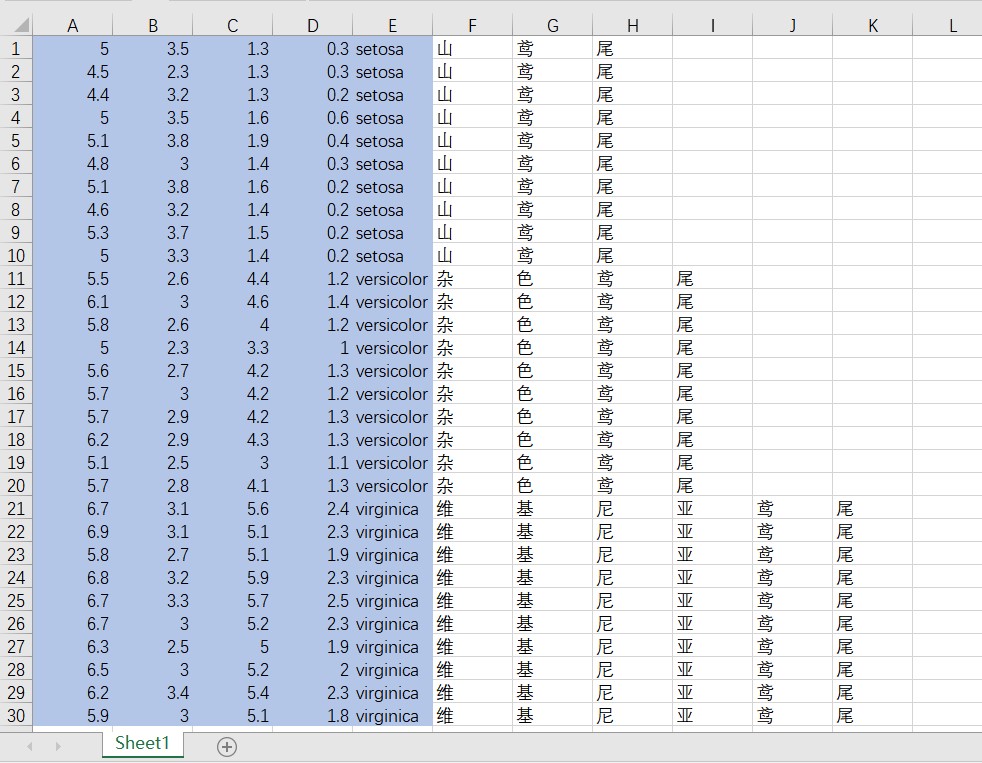 A B C D E F G H I J K L
1 5 3.5 1.3 0.3 setosa 山 鸢 尾
2 4.5 2.3 1.3 0.3 setosa 山 鸢 尾
3 4.4 3.2 1.3 0.2 setosa 山 鸢 尾
4 5 3.5 1.6 0.6 setosa 山 鸢 尾
5 5.1 3.8 1.9 0.4 setosa 山 鸢 尾
6 4.8 3 1.4 0.3 setosa 山 鸢 尾
7 5.1 3.8 1.6 0.2 setosa 山 鸢 尾
8 4.6 3.2 1.4 0.2 setosa 山 鸢 尾
9 5.3 3.7 1.5 0.2 setosa 山 鸢 尾
10 5 3.3 1.4 0.2 setosa 山 鸢 尾
11 5.5 2.6 4.4 1.2 versicolor 杂 色 鸢 尾
12 6.1 3 4.6 1.4 versicolor 杂 色 鸢 尾
13 5.8 2.6 4 1.2 versicolor 杂 色 鸢 尾
14 5 2.3 3.3 1 versicolor 杂 色 鸢 尾
15 5.6 2.7 4.2 1.3 versicolor 杂 色 鸢 尾
16 5.7 3 4.2 1.2 versicolor 杂 色 鸢 尾
17 5.7 2.9 4.2 1.3 versicolor 杂 色 鸢 尾
18 6.2 2.9 4.3 1.3 versicolor 杂 色 鸢 尾
19 5.1 2.5 3 1.1 versicolor 杂 色 鸢 尾
20 5.7 2.8 4.1 1.3 versicolor 杂 色 鸢 尾
21 6.7 3.1 5.6 2.4 virginica 维 基 尼 亚 鸢 尾
22 6.9 3.1 5.1 2.3 virginica 维 基 尼 亚 鸢 尾
23 5.8 2.7 5.1 1.9 virginica 维 基 尼 亚 鸢 尾
24 6.8 3.2 5.9 2.3 virginica 维 基 尼 亚 鸢 尾
25 6.7 3.3 5.7 2.5 virginica 维 基 尼 亚 鸢 尾
26 6.7 3 5.2 2.3 virginica 维 基 尼 亚 鸢 尾
27 6.3 2.5 5 1.9 virginica 维 基 尼 亚 鸢 尾
28 6.5 3 5.2 2 virginica 维 基 尼 亚 鸢 尾
29 6.2 3.4 5.4 2.3 virginica 维 基 尼 亚 鸢 尾
30 5.9 3 5.1 1.8 virginica 维 基 尼 亚 鸢 尾
Sheet1